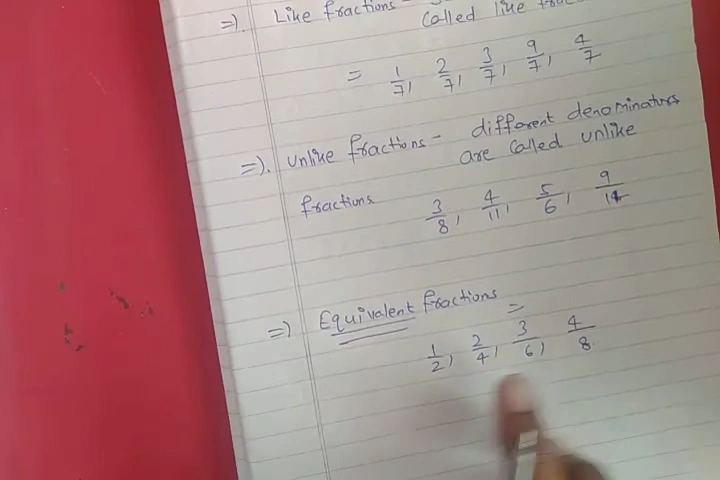 =). Like fractions -
called like
= 1/7, 2/7, 3/7, 9/7, 4/7
=). unlike fractions - different denominators
are called unlike
fractions 3/8, 4/11, 5/6, 9/14
=) Equivalent fractions =
1/2, 2/4, 3/6, 4/8